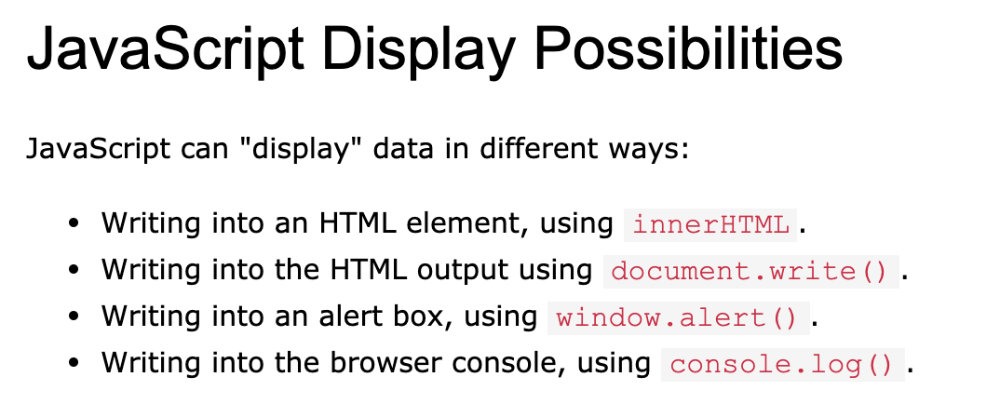 JavaScript Display Possibilities
JavaScript can "display" data in different ways:
• Writing into an HTML element, using innerHTML.
• Writing into the HTML output using document.write().
• Writing into an alert box, using window.alert().
• Writing into the browser console, using console.log().